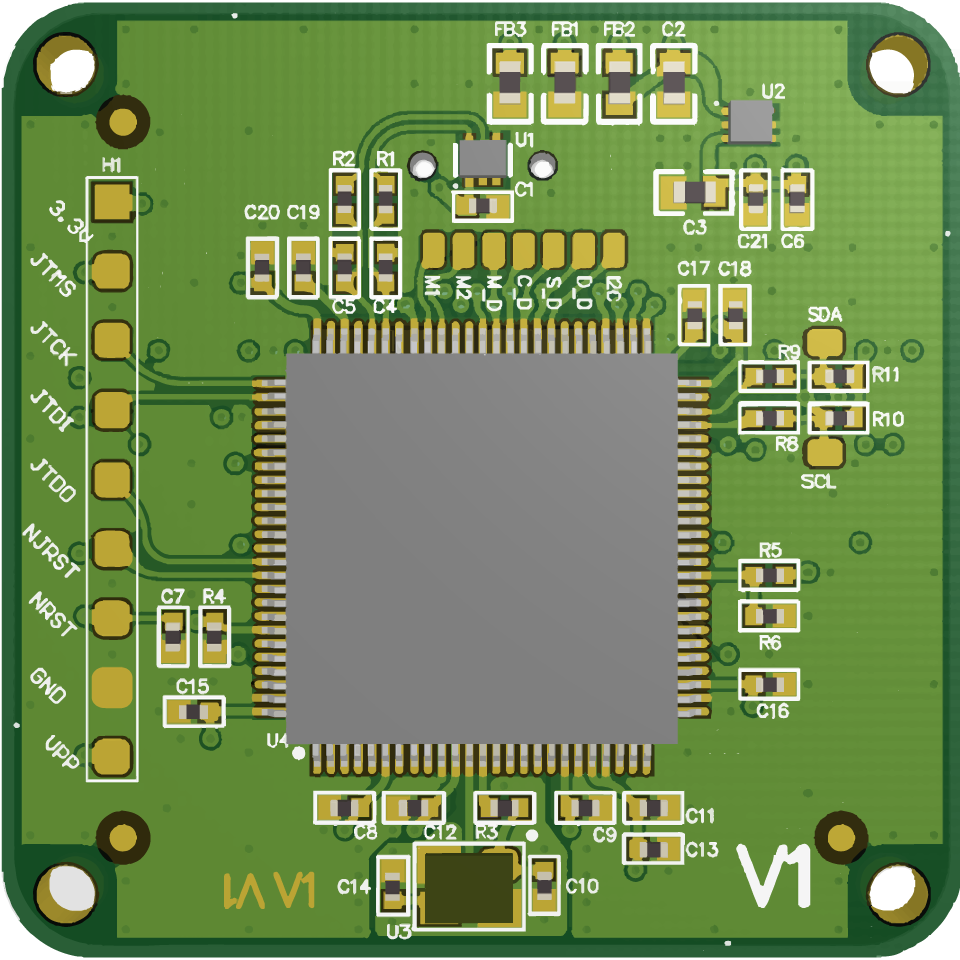 FB3 FB1 FB2 C2
U2
U1
H1
R2 R1
C1
3.3V
C20 C19
C3 C21 C6
JTMS
C5 C4
M1 M2 M_D C_D S_D D_D I2C
C17 C18
SDA
JTCK
R9 R11
JTDI
R8 R10
JTDO
SCL
NJRST
R5
NRST
C7 R4
R6
GND
C15
C16
U4
VPP
C8 C12 R3 C9 C11
C13
C14 C10
V1
U3